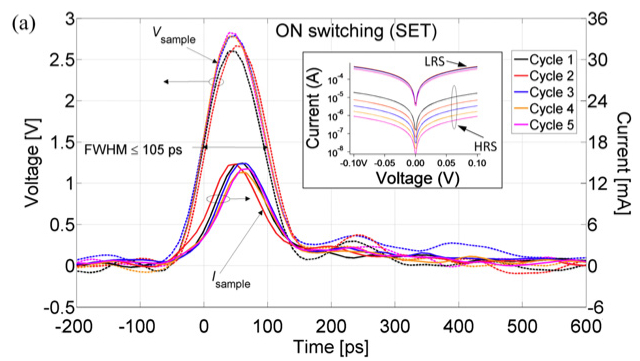 (a)
ON switching (SET)
V sample
FWHM ≤ 105 ps
I sample
Voltage [V]
3
2.5
2
1.5
1
0.5
0
-0.5
Current [mA]
36
30
24
18
12
6
0
-6
-200 -100 0 100 200 300 400 500 600
Time [ps]
Cycle 1
Cycle 2
Cycle 3
Cycle 4
Cycle 5
LRS
HRS
Current (A)
10⁻⁴
10⁻⁵
10⁻⁶
10⁻⁷
10⁻⁸
-0.10 -0.05 0.00 0.05 0.10
Voltage (V)